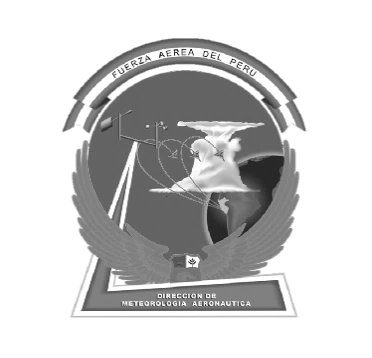 FUERZA AEREA DEL PERU
DIRECCION DE
METEOROLOGIA AERONAUTICA